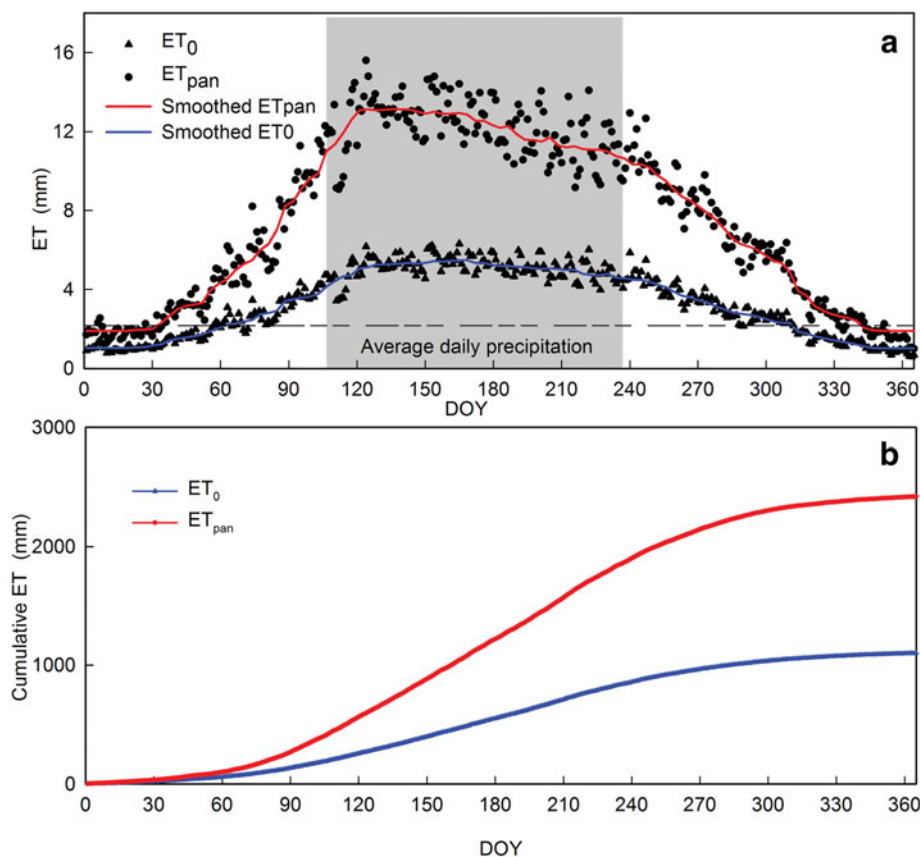 a
ET0
ETpan
Smoothed ETpan
Smoothed ET0
16
12
8
4
0
ET (mm)
Average daily precipitation
0 30 60 90 120 150 180 210 240 270 300 330 360
DOY
b
3000
2000
1000
0
Cumulative ET (mm)
ET0
ETpan
0 30 60 90 120 150 180 210 240 270 300 330 360
DOY